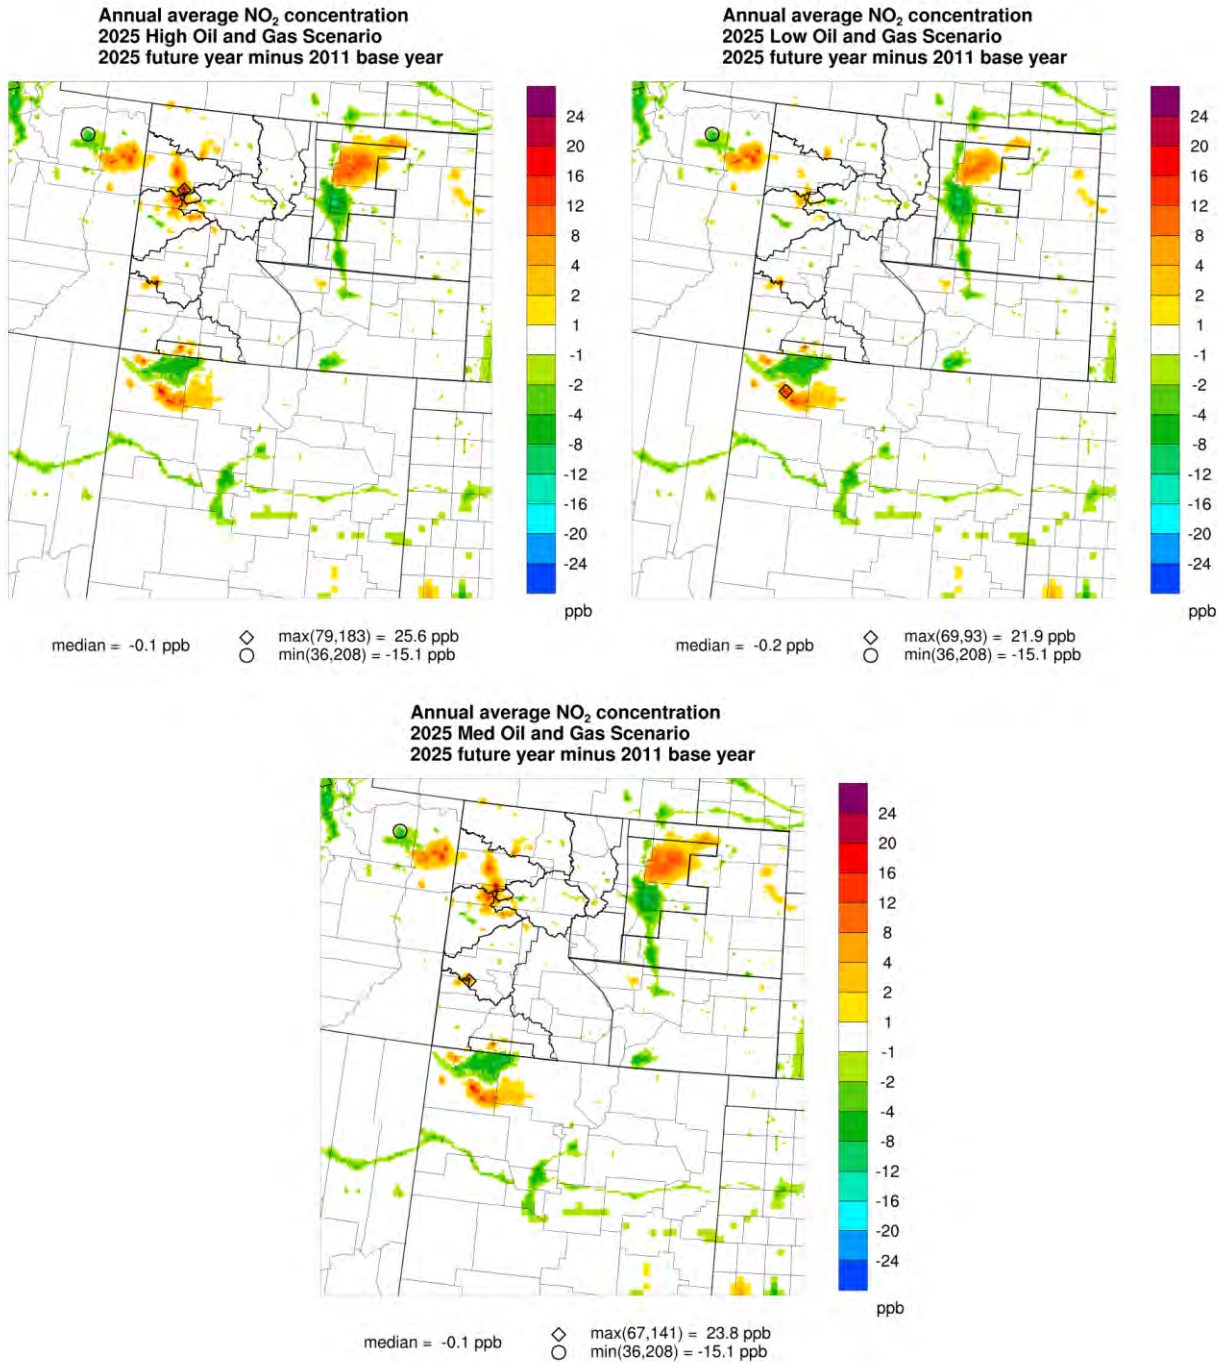 Annual average NO₂ concentration
2025 High Oil and Gas Scenario
2025 future year minus 2011 base year
24
20
16
12
8
4
2
1
-1
-2
-4
-8
-12
-16
-20
-24
ppb
median = -0.1 ppb
max(79,183) = 25.6 ppb
min(36,208) = -15.1 ppb
Annual average NO₂ concentration
2025 Low Oil and Gas Scenario
2025 future year minus 2011 base year
24
20
16
12
8
4
2
1
-1
-2
-4
-8
-12
-16
-20
-24
ppb
median = -0.2 ppb
max(69,93) = 21.9 ppb
min(36,208) = -15.1 ppb
Annual average NO₂ concentration
2025 Med Oil and Gas Scenario
2025 future year minus 2011 base year
24
20
16
12
8
4
2
1
-1
-2
-4
-8
-12
-16
-20
-24
ppb
median = -0.1 ppb
max(67,141) = 23.8 ppb
min(36,208) = -15.1 ppb